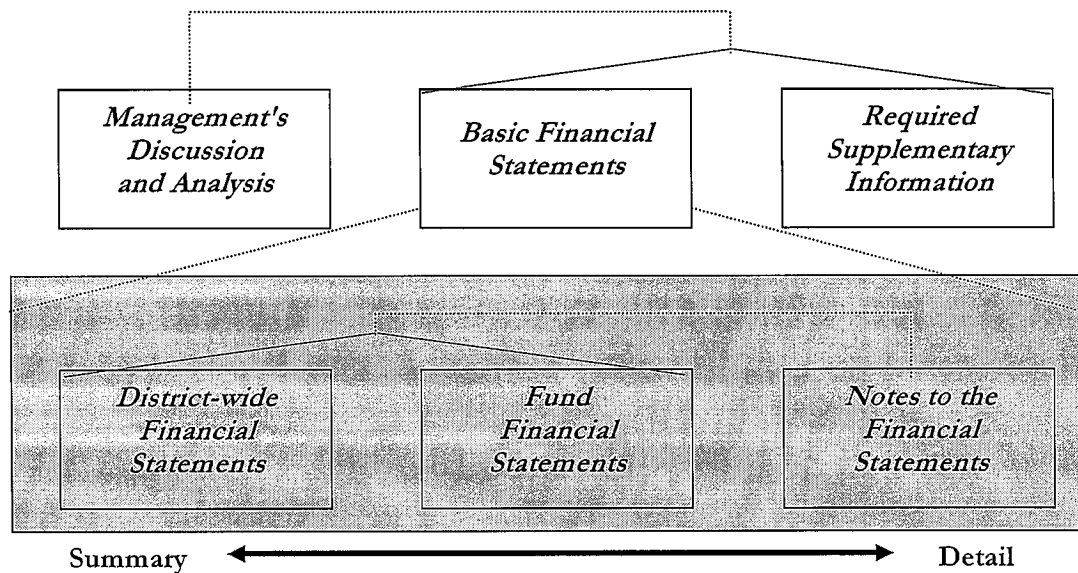 Management's
Discussion
and Analysis
Basic Financial
Statements
Required
Supplementary
Information
District-wide
Financial
Statements
Fund
Financial
Statements
Notes to the
Financial
Statements
Summary
Detail